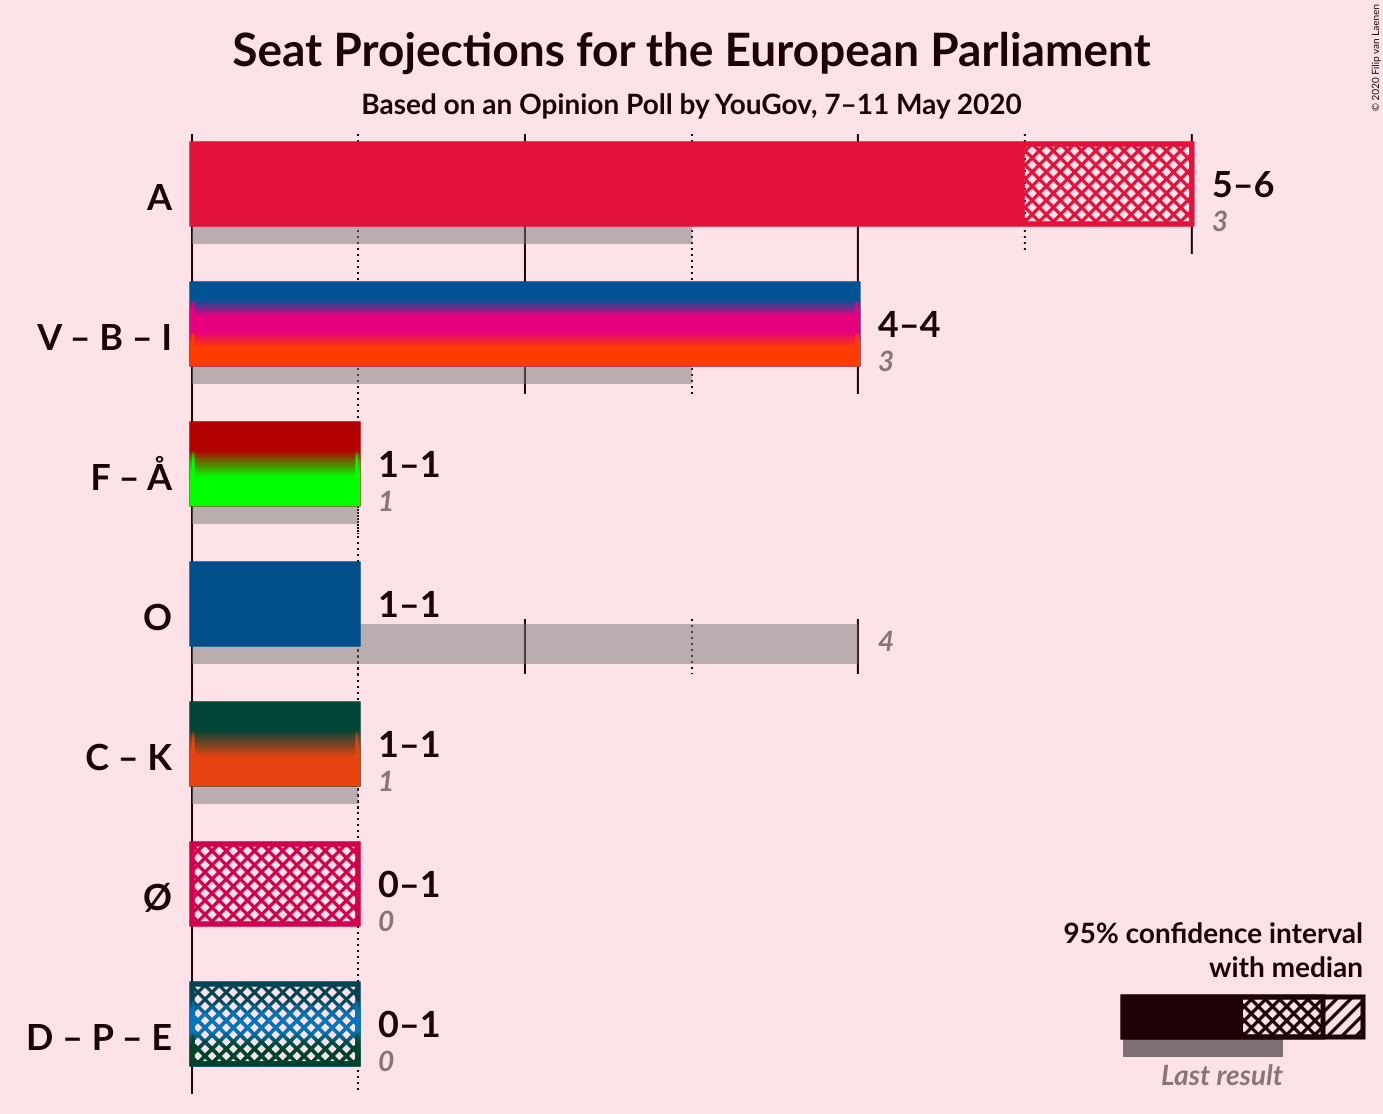 Seat Projections for the European Parliament
Based on an Opinion Poll by YouGov, 7–11 May 2020
© 2020 Filip van Laenen
A
5–6
3
V – B – I
4–4
3
F – Å
1–1
1
O
1–1
4
C – K
1–1
1
Ø
0–1
0
D – P – E
0–1
0
95% confidence interval
with median
Last result